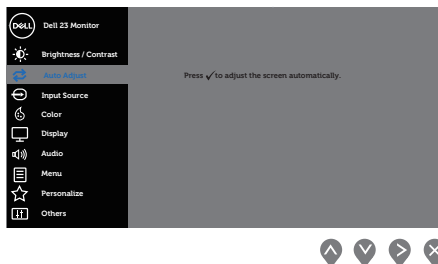 DELL
Dell 23 Monitor
Brightness / Contrast
Auto Adjust
Press ✓ to adjust the screen automatically.
Input Source
Color
Display
Audio
Menu
Personalize
Others